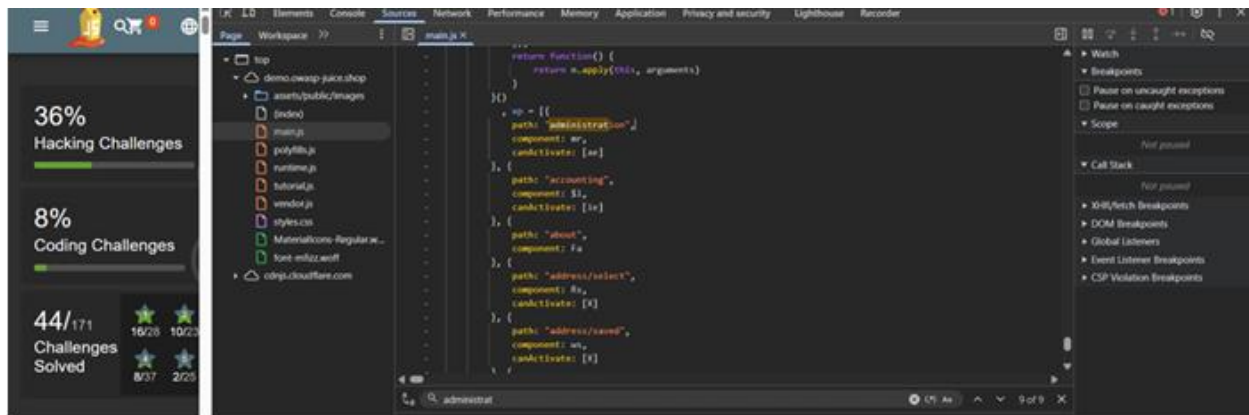 0
36%
Hacking Challenges
8%
Coding Challenges
44/171
Challenges
Solved
16/28 10/23
8/37 2/25
Elements Console Sources Network Performance Memory Application Privacy and security Lighthouse Recorder
1
Page Workspace
top
demo.owasp-juice.shop
assets/public/images
(index)
main.js
polyfills.js
runtime.js
tutorial.js
vendor.js
styles.css
MaterialIcons-Regular.w...
font-mfizz.woff
cdnjs.cloudflare.com
main.js ×
return function() {
return n.apply(this, arguments)
}
}()
path: "administration",
component: mr,
canActivate: [ae]
}, {
path: "accounting",
canActivate: [ie]
}, {
path: "about",
component: Fa
}, {
path: "address/select",
component: Rs,
canActivate: [X]
}, {
path: "address/saved",
component: ws,
canActivate: [X]
administrat
9 of 9
Watch
Breakpoints
Pause on uncaught exceptions
Pause on caught exceptions
Scope
Not paused
Call Stack
Not paused
XHR/fetch Breakpoints
DOM Breakpoints
Global Listeners
Event Listener Breakpoints
CSP Violation Breakpoints